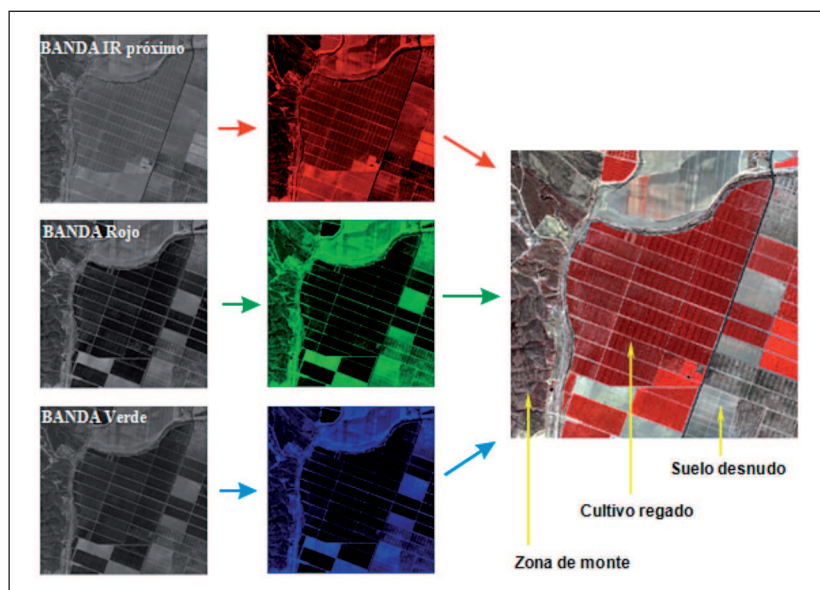 BANDA IR próximo
BANDA Rojo
BANDA Verde
Suelo desnudo
Cultivo regado
Zona de monte